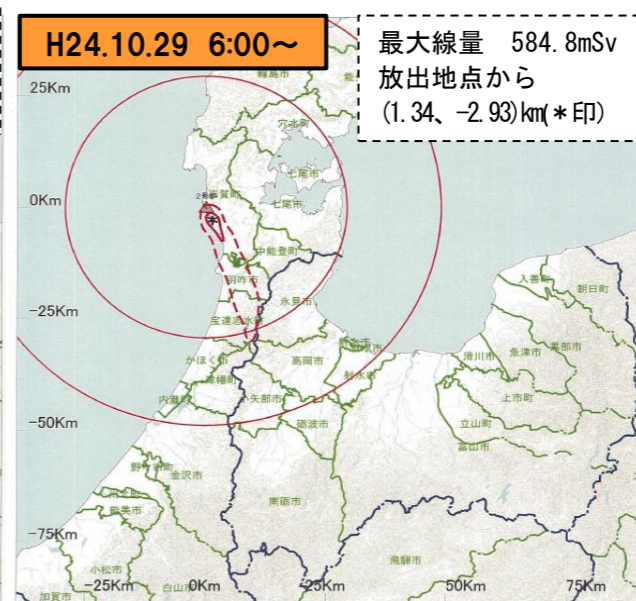 H24.10.29 6:00～
最大線量 584.8mSv
放出地点から
(1.34、-2.93)km(＊印)
輪島市
25Km
穴水町
七尾市
0Km
志賀町
七尾市
中能登町
羽咋市
入善町
朝日町
氷見市
-25Km
宝達志水町
かほく市
高岡市
射水市
滑川市
魚津市
黒部市
津幡町
内灘町
小矢部市
上市町
-50Km
砺波市
立山町
富山市
野々市町
金沢市
能美市
南砺市
-75Km
飛騨市
小松市
加賀市
白山市
-25Km
0Km
25Km
50Km
75Km